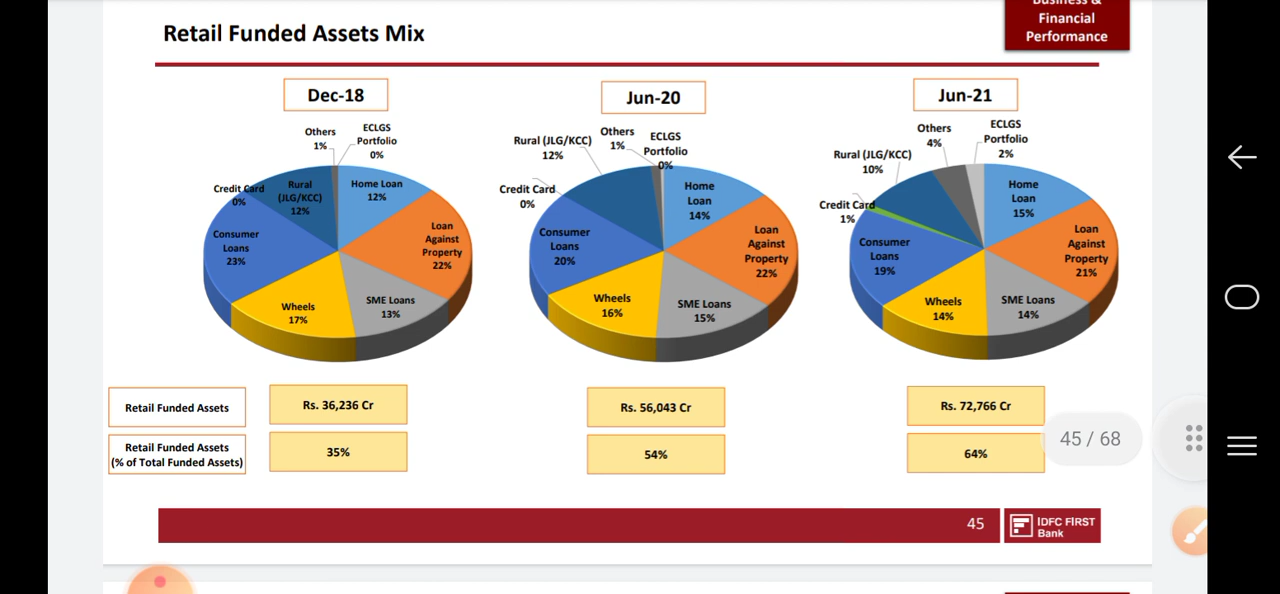 Business &
Financial
Performance
Retail Funded Assets Mix
Dec-18
Others
1%
ECLGS
Portfolio
0%
Credit Card
0%
Rural
(JLG/KCC)
12%
Home Loan
12%
Consumer
Loans
23%
Loan
Against
Property
22%
Wheels
17%
SME Loans
13%
Jun-20
Rural (JLG/KCC)
12%
Others
1%
ECLGS
Portfolio
0%
Credit Card
0%
Home
Loan
14%
Consumer
Loans
20%
Loan
Against
Property
22%
Wheels
16%
SME Loans
15%
Jun-21
Rural (JLG/KCC)
10%
Others
4%
ECLGS
Portfolio
2%
Credit Card
1%
Home
Loan
15%
Consumer
Loans
19%
Loan
Against
Property
21%
Wheels
14%
SME Loans
14%
Retail Funded Assets
Rs. 36,236 Cr
Rs. 56,043 Cr
Rs. 72,766 Cr
Retail Funded Assets
(% of Total Funded Assets)
35%
54%
64%
45 / 68
45
IDFC FIRST
Bank